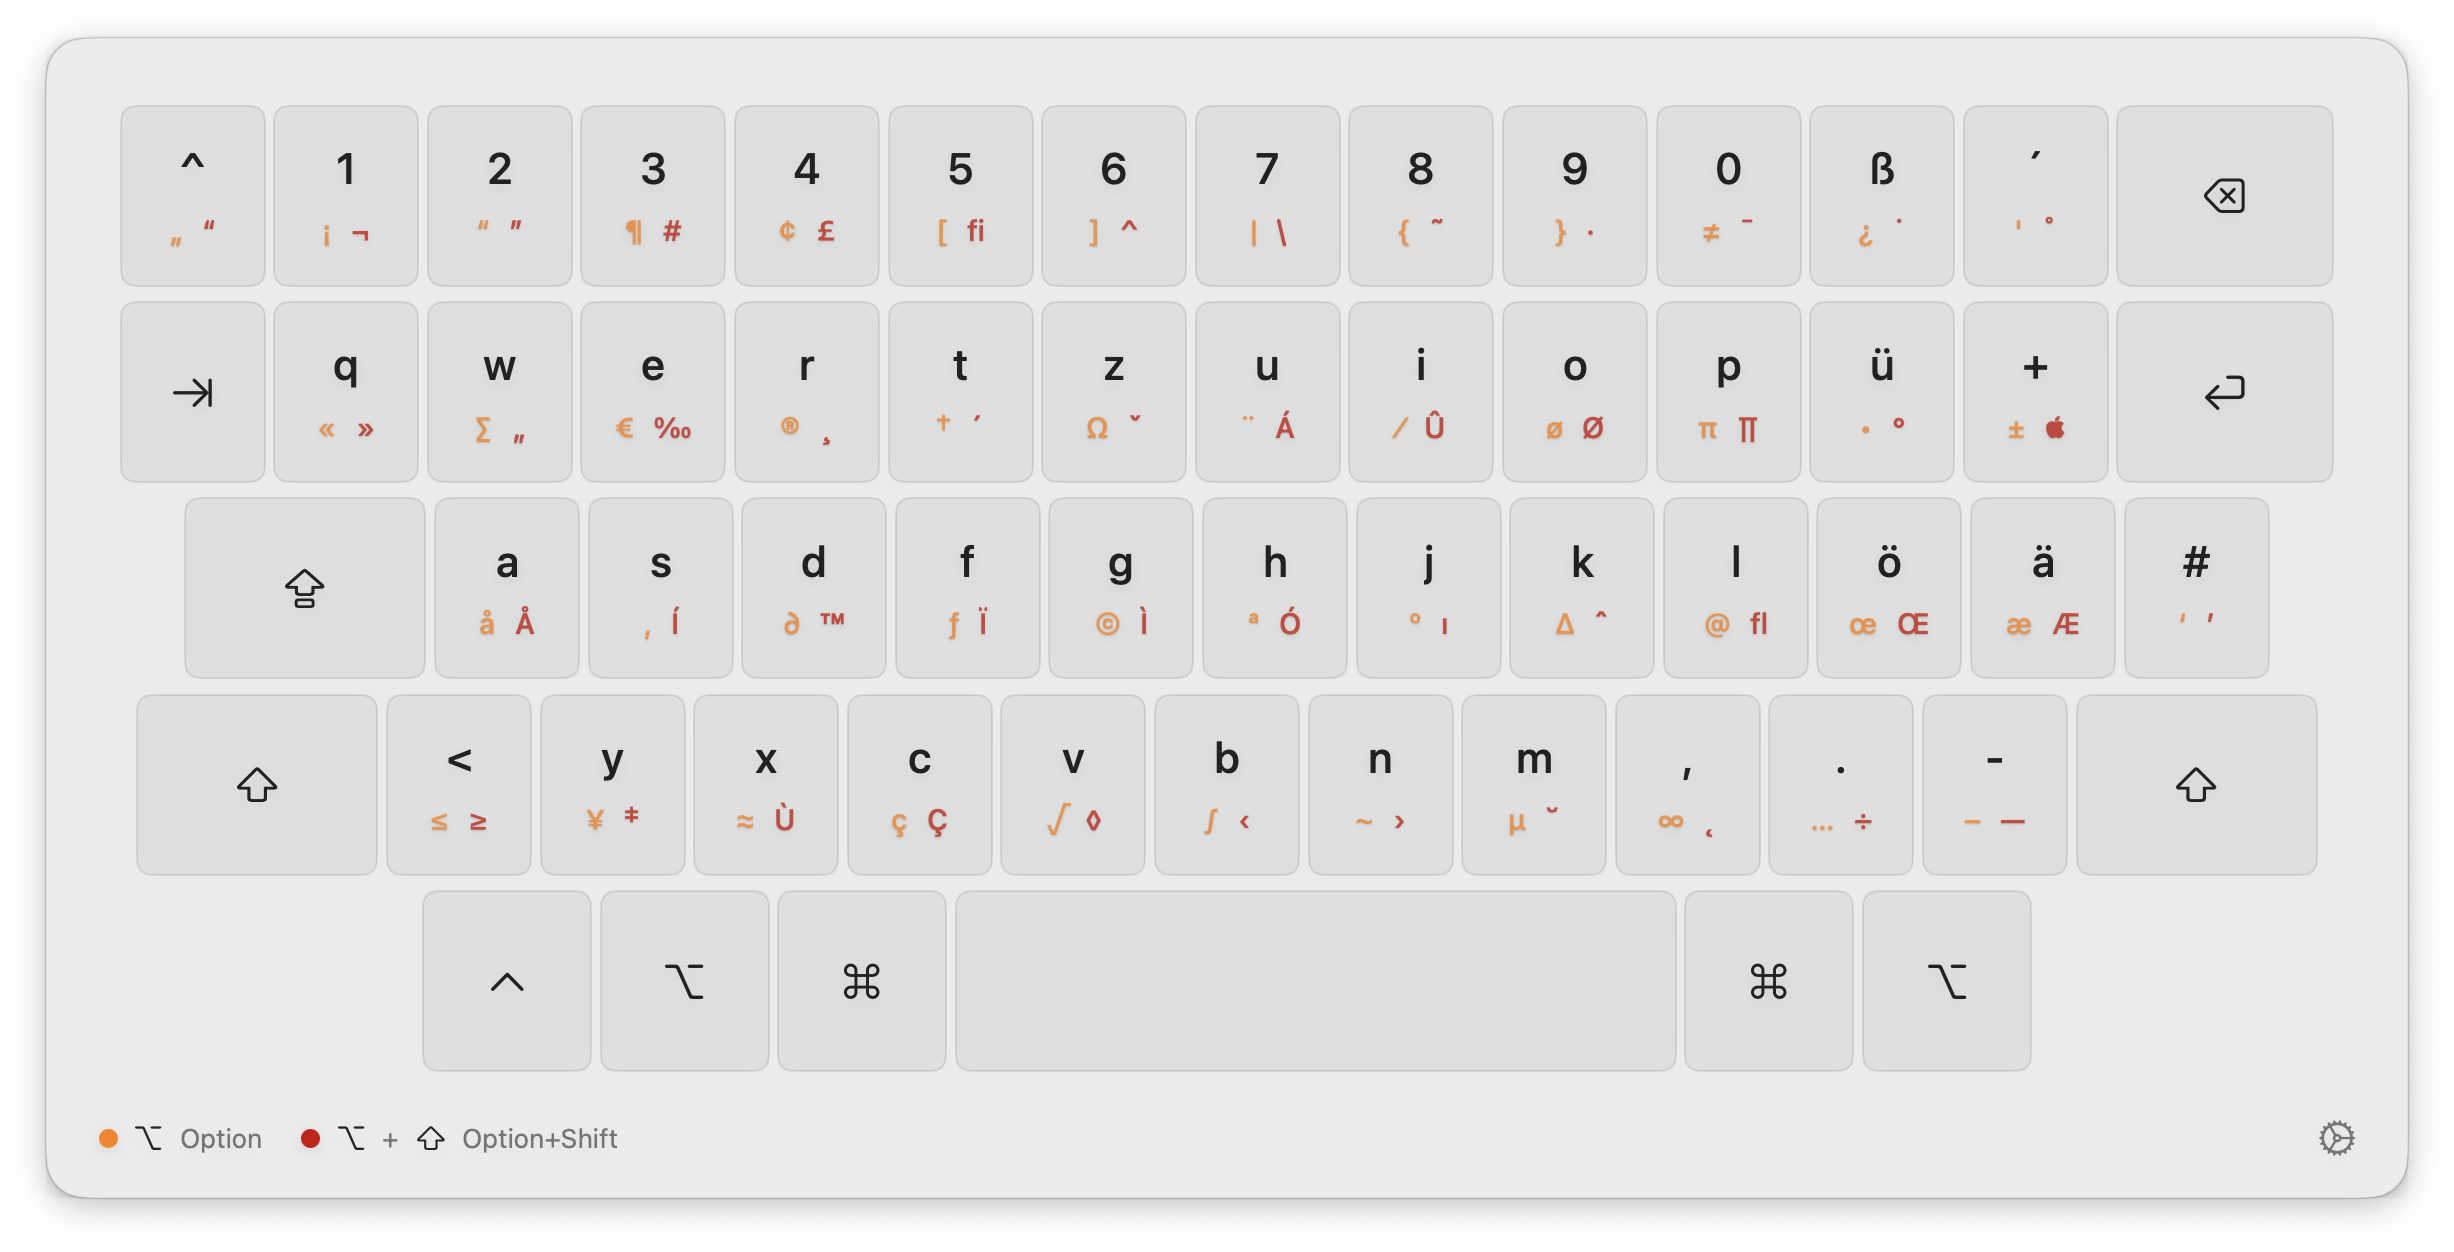 ^ 1 2 3 4 5 6 7 8 9 0 ß ´
„ “ ¡ ¬ “ ” ¶ # ¢ £ [ ﬁ ] ^ | \ { ˜ } · ≠ ¯ ¿ ˙ ' ˚
q w e r t z u i o p ü +
« » ∑ „ € ‰ ® ¸ † ˊ Ω ˇ ¨ Á ⁄ Û ø Ø π ∏ • ° ± 
a s d f g h j k l ö ä #
å Å ‚ Í ∂ ™ ƒ Ï © Ì ª Ó º ı ∆ ˆ @ ﬂ œ Œ æ Æ ‘ ’
< y x c v b n m , . -
≤ ≥ ¥ ‡ ≈ Ù ç Ç √ ◊ ∫ ‹ ~ › µ ˘ ∞ ˛ … ÷ – —
⌃ ⌥ ⌘ ⌘ ⌥
⌥ Option ⌥ + ⇧ Option+Shift